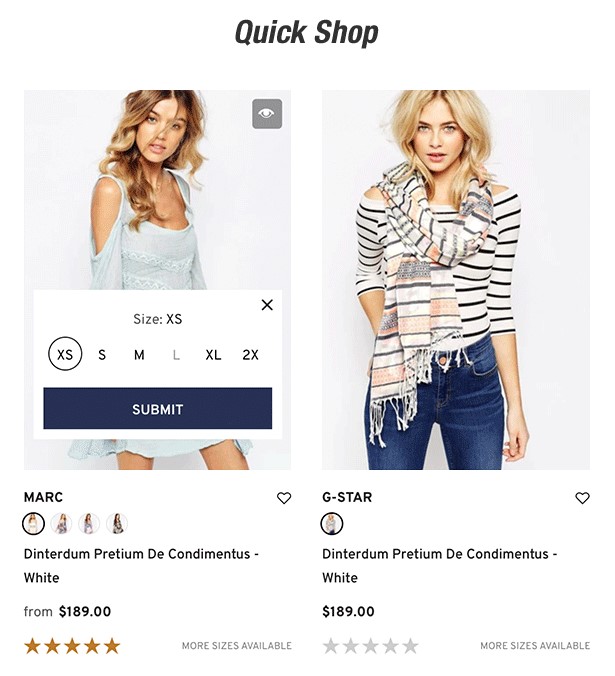 Quick Shop
Size: XS
XS S M L XL 2X
SUBMIT
MARC
Dinterdum Pretium De Condimentus -
White
from $189.00
MORE SIZES AVAILABLE
G-STAR
Dinterdum Pretium De Condimentus -
White
$189.00
MORE SIZES AVAILABLE